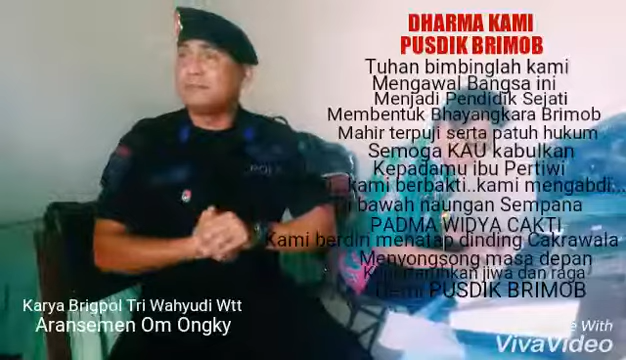 DHARMA KAMI
PUSDIK BRIMOB
Tuhan bimbinglah kami
Mengawal Bangsa ini
Menjadi Pendidik Sejati
Membentuk Bhayangkara Brimob
Mahir terpuji serta patuh hukum
Semoga KAU kabulkan
Kepadamu ibu Pertiwi
kami berbakti..kami mengabdi...
bawah naungan Sempana
PADMA WIDYA CAKTI
Kami berdiri menatap dinding Cakrawala
Menyongsong masa depan
jiwa dan raga
Demi PUSDIK BRIMOB
Karya Brigpol Tri Wahyudi Wtt
Aransemen Om Ongky
With
VivaVideo